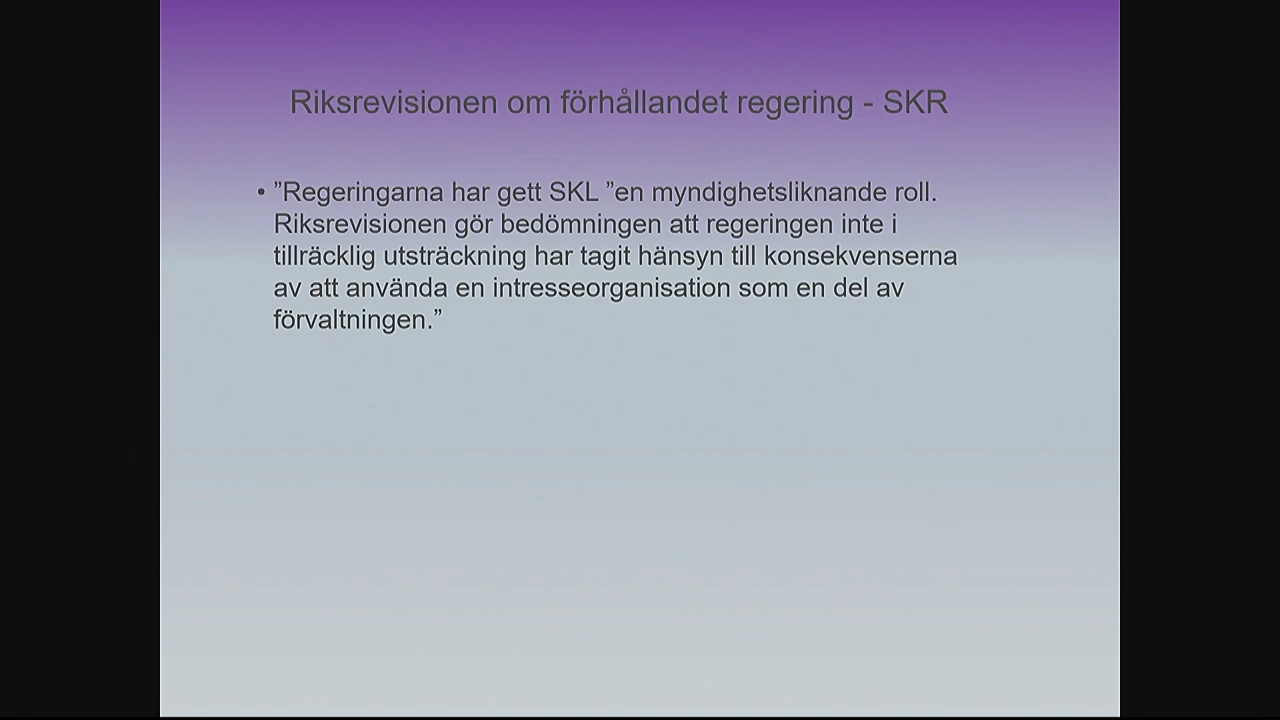 Riksrevisionen om förhållandet regering - SKR
• ”Regeringarna har gett SKL ”en myndighetsliknande roll.
Riksrevisionen gör bedömningen att regeringen inte i
tillräcklig utsträckning har tagit hänsyn till konsekvenserna
av att använda en intresseorganisation som en del av
förvaltningen.”